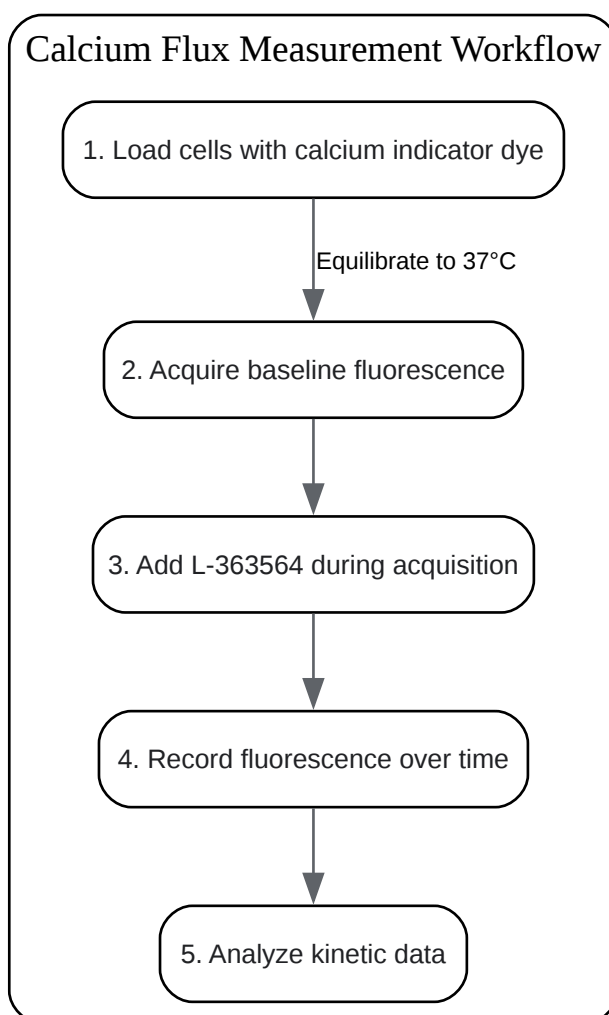 Calcium Flux Measurement Workflow
1. Load cells with calcium indicator dye
Equilibrate to 37°C
2. Acquire baseline fluorescence
3. Add L-363564 during acquisition
4. Record fluorescence over time
5. Analyze kinetic data